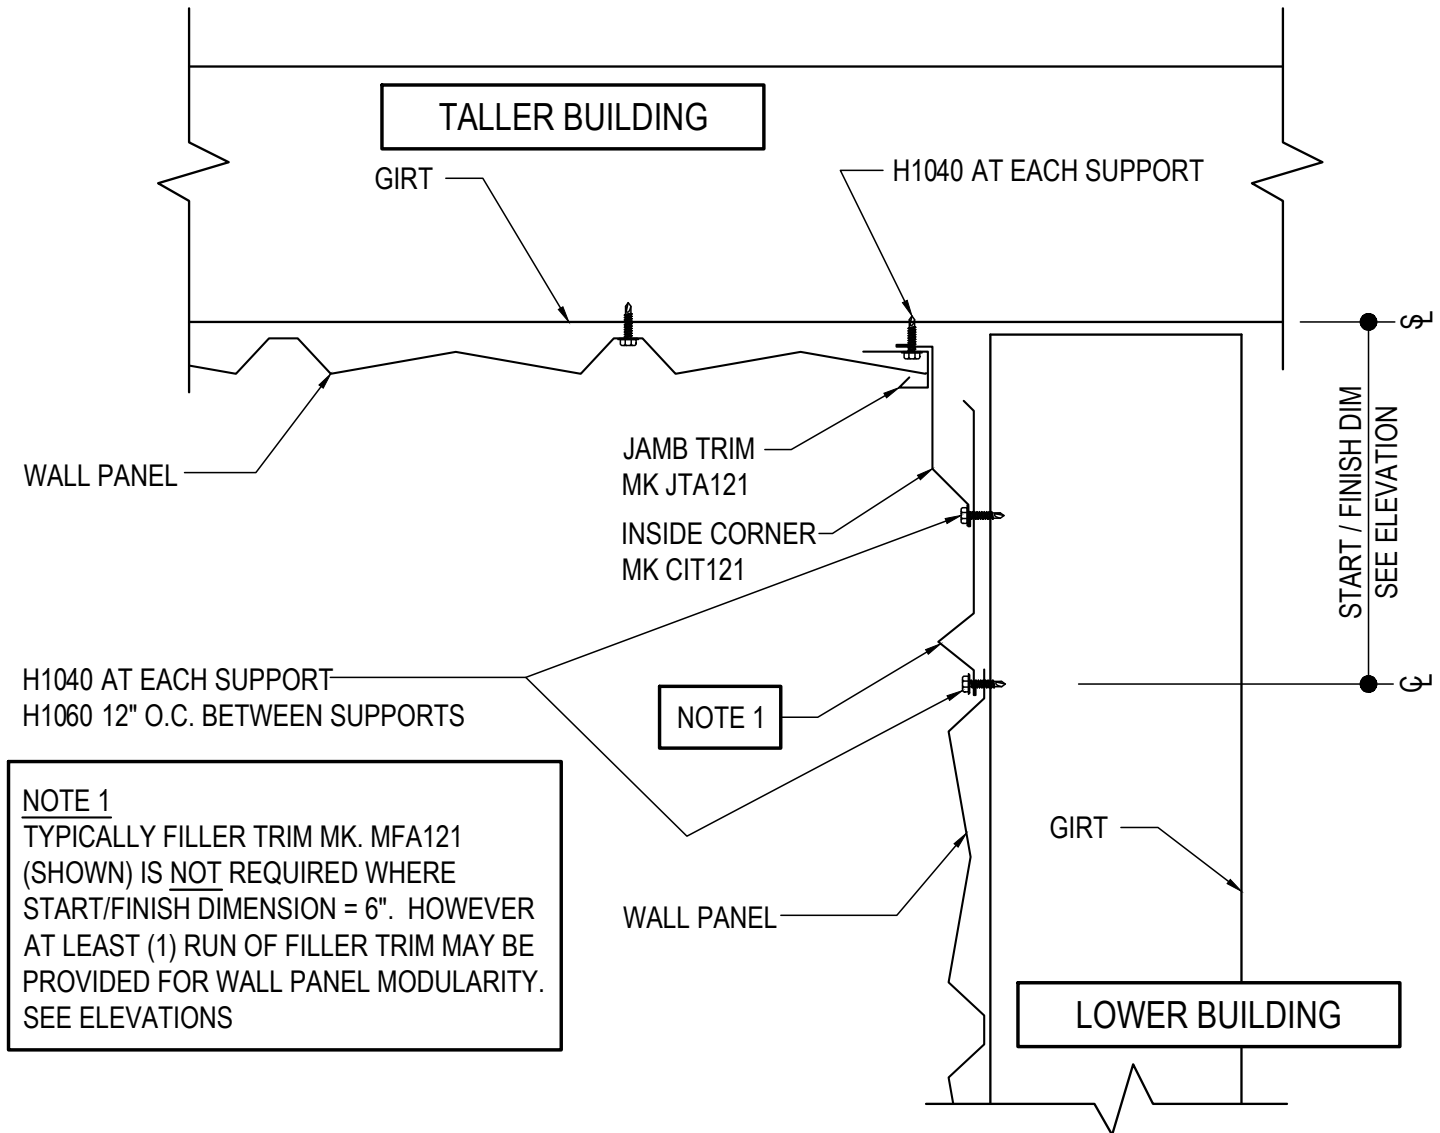 TALLER BUILDING
GIRT
H1040 AT EACH SUPPORT
SL
START / FINISH DIM
SEE ELEVATION
CL
WALL PANEL
JAMB TRIM
MK JTA121
INSIDE CORNER
MK CIT121
H1040 AT EACH SUPPORT
H1060 12" O.C. BETWEEN SUPPORTS
NOTE 1
NOTE 1
TYPICALLY FILLER TRIM MK. MFA121
(SHOWN) IS NOT REQUIRED WHERE
START/FINISH DIMENSION = 6". HOWEVER
AT LEAST (1) RUN OF FILLER TRIM MAY BE
PROVIDED FOR WALL PANEL MODULARITY.
SEE ELEVATIONS
GIRT
WALL PANEL
LOWER BUILDING